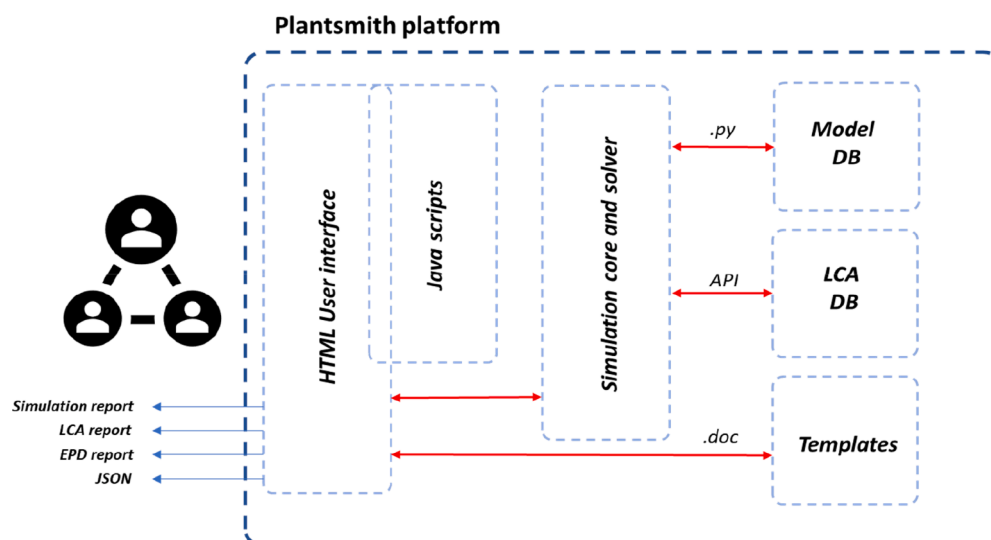 Plantsmith platform
HTML User interface
Java scripts
Simulation core and solver
.py
Model
DB
API
LCA
DB
.doc
Templates
Simulation report
LCA report
EPD report
JSON